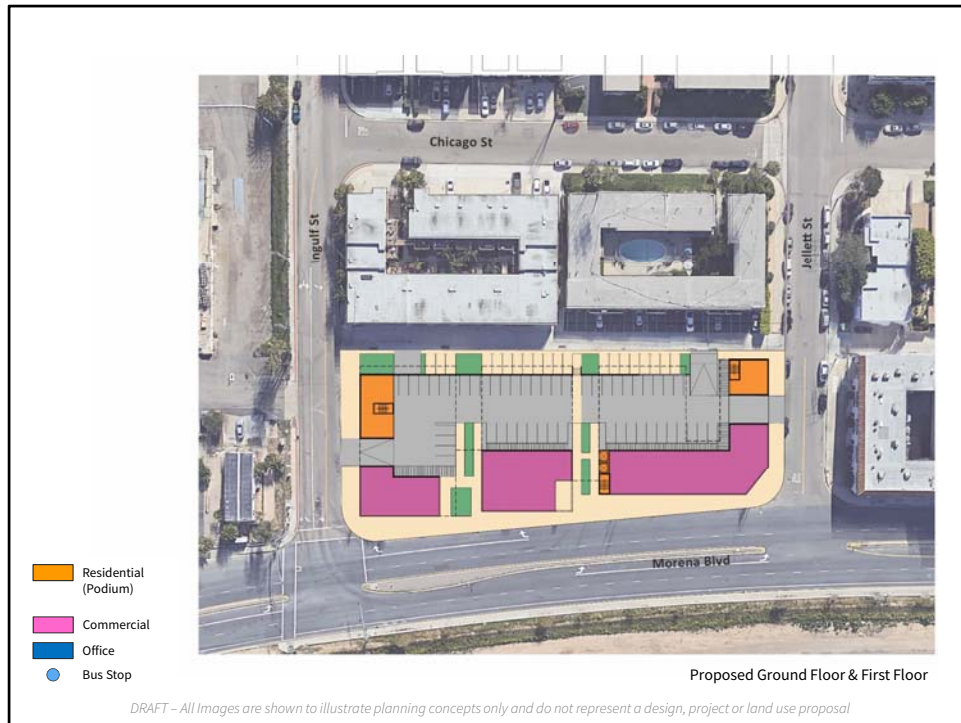 Chicago St
Ingulf St
Jellett St
Morena Blvd
Residential
(Podium)
Commercial
Office
Bus Stop
Proposed Ground Floor & First Floor
DRAFT – All Images are shown to illustrate planning concepts only and do not represent a design, project or land use proposal